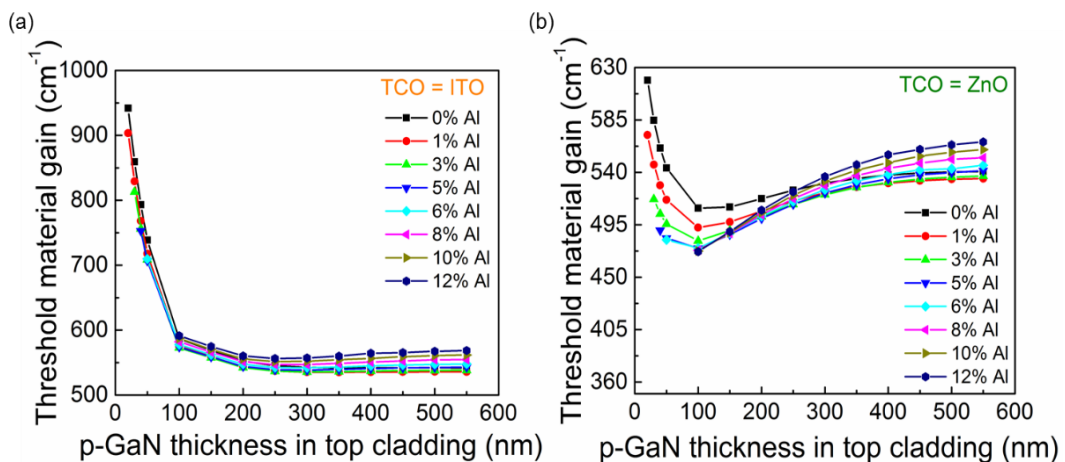 (a)
Threshold material gain (cm⁻¹)
1000
900
800
700
600
500
TCO = ITO
0% Al
1% Al
3% Al
5% Al
6% Al
8% Al
10% Al
12% Al
0 100 200 300 400 500 600
p-GaN thickness in top cladding (nm)
(b)
Threshold material gain (cm⁻¹)
630
585
540
495
450
405
360
TCO = ZnO
0% Al
1% Al
3% Al
5% Al
6% Al
8% Al
10% Al
12% Al
0 100 200 300 400 500 600
p-GaN thickness in top cladding (nm)